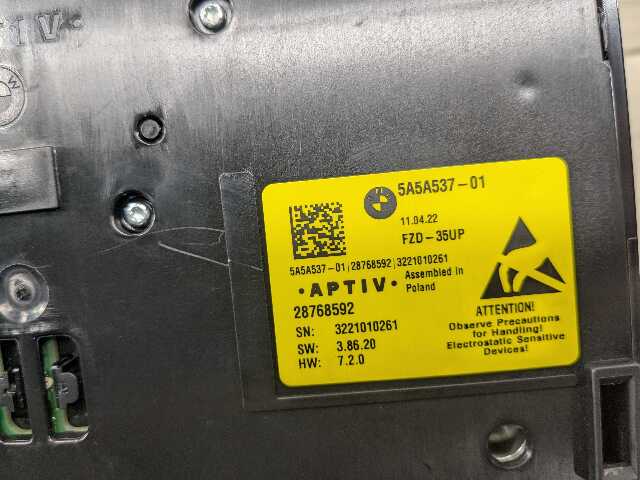 5A5A537-01
11.04.22
FZD-35UP
5A5A537-01|28768592|3221010261
•APTIV•
Assembled in
Poland
28768592
SN: 3221010261
SW: 3.86.20
HW: 7.2.0
ATTENTION!
Observe Precautions
for Handling!
Electrostatic Sensitive
Devices!